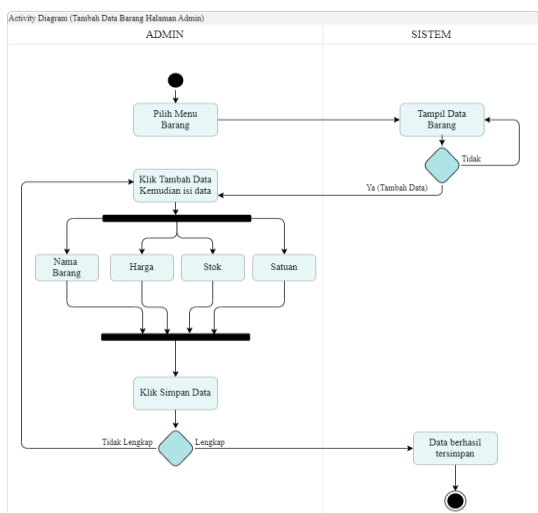 Activity Diagram (Tambah Data Barang Halaman Admin)
ADMIN
SISTEM
Pilih Menu
Barang
Tampil Data
Barang
Tidak
Ya (Tambah Data)
Klik Tambah Data
Kemudian isi data
Nama
Barang
Harga
Stok
Satuan
Klik Simpan Data
Tidak Lengkap
Lengkap
Data berhasil
tersimpan